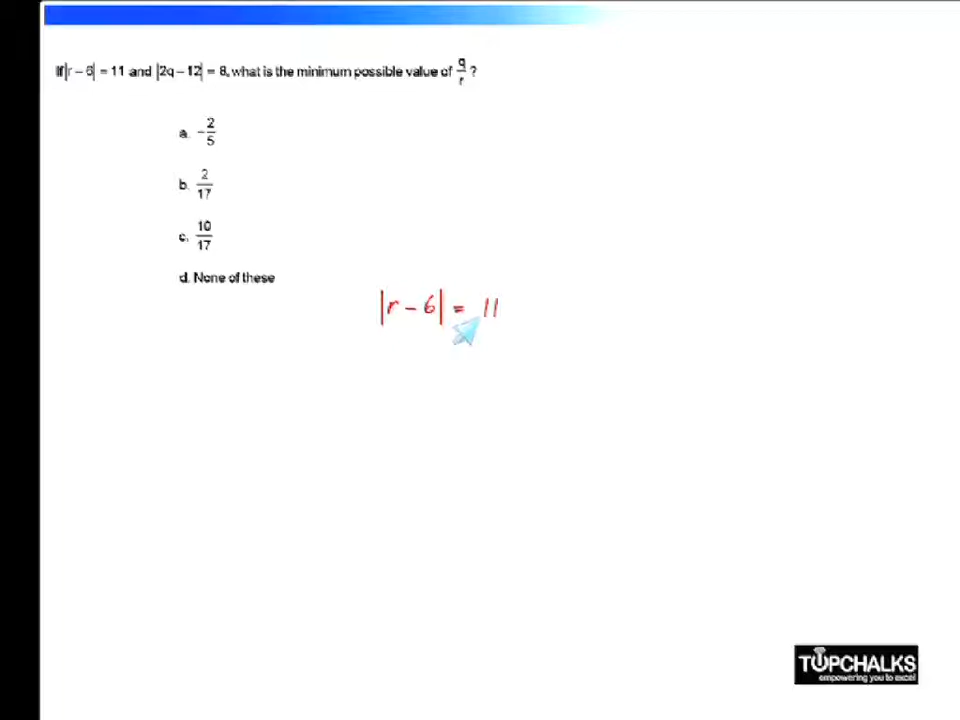 If |r – 6| = 11 and |2q – 12| = 8, what is the minimum possible value of q/r ?
a. -2/5
b. 2/17
c. 10/17
d. None of these
|r - 6| = 11
TOPCHALKS
empowering you to excel